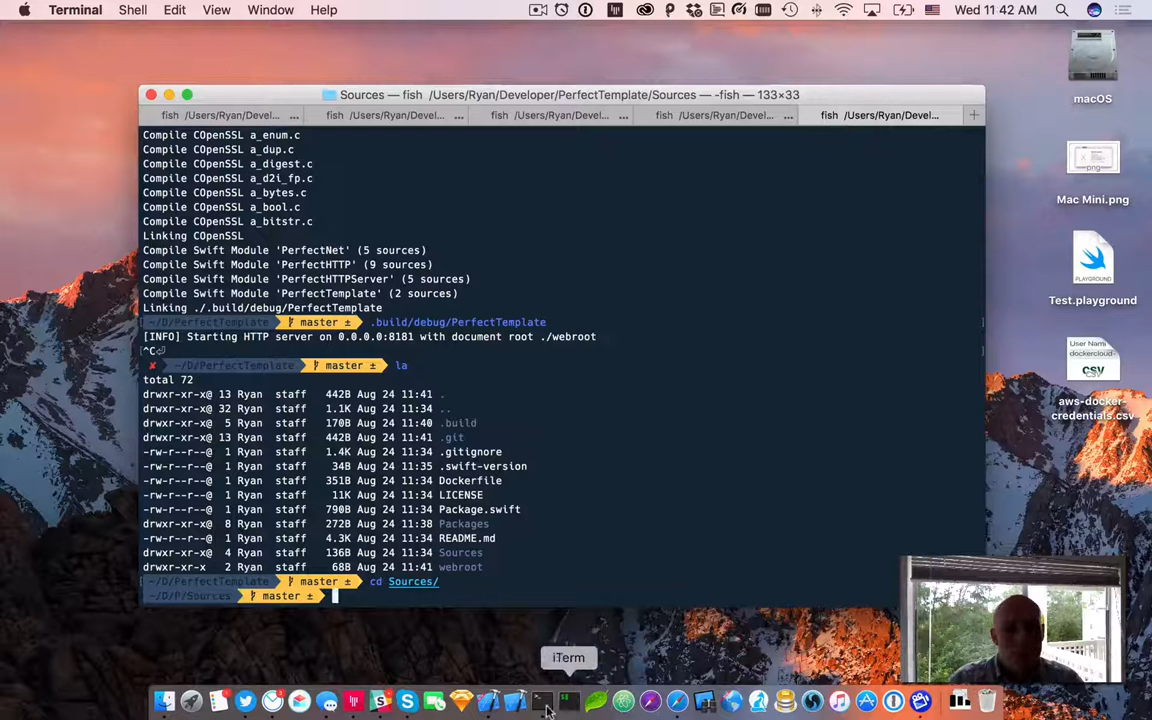 Terminal Shell Edit View Window Help Wed 11:42 AM
macOS
png
Mac Mini.png
PLAYGROUND
Test.playground
User Name
dockercloud-
CSV
aws-docker-
credentials.csv
Sources — fish /Users/Ryan/Developer/PerfectTemplate/Sources — -fish — 133×33
fish /Users/Ryan/Devel... ... fish /Users/Ryan/Devel... ... fish /Users/Ryan/Devel... ... fish /Users/Ryan/Devel... ... fish /Users/Ryan/Devel... +
Compile COpenSSL a_enum.c
Compile COpenSSL a_dup.c
Compile COpenSSL a_digest.c
Compile COpenSSL a_d2i_fp.c
Compile COpenSSL a_bytes.c
Compile COpenSSL a_bool.c
Compile COpenSSL a_bitstr.c
Linking COpenSSL
Compile Swift Module 'PerfectNet' (5 sources)
Compile Swift Module 'PerfectHTTP' (9 sources)
Compile Swift Module 'PerfectHTTPServer' (5 sources)
Compile Swift Module 'PerfectTemplate' (2 sources)
Linking ./.build/debug/PerfectTemplate
~/D/PerfectTemplate master ± .build/debug/PerfectTemplate
[INFO] Starting HTTP server on 0.0.0.0:8181 with document root ./webroot
^C⏎
✘ ~/D/PerfectTemplate master ± la
total 72
drwxr-xr-x@ 13 Ryan staff 442B Aug 24 11:41 .
drwxr-xr-x@ 32 Ryan staff 1.1K Aug 24 11:34 ..
drwxr-xr-x@ 5 Ryan staff 170B Aug 24 11:40 .build
drwxr-xr-x@ 13 Ryan staff 442B Aug 24 11:41 .git
-rw-r--r--@ 1 Ryan staff 1.4K Aug 24 11:34 .gitignore
-rw-r--r--@ 1 Ryan staff 34B Aug 24 11:35 .swift-version
-rw-r--r--@ 1 Ryan staff 351B Aug 24 11:34 Dockerfile
-rw-r--r--@ 1 Ryan staff 11K Aug 24 11:34 LICENSE
-rw-r--r--@ 1 Ryan staff 790B Aug 24 11:34 Package.swift
drwxr-xr-x@ 8 Ryan staff 272B Aug 24 11:38 Packages
-rw-r--r--@ 1 Ryan staff 4.3K Aug 24 11:34 README.md
drwxr-xr-x@ 4 Ryan staff 136B Aug 24 11:34 Sources
drwxr-xr-x 2 Ryan staff 68B Aug 24 11:41 webroot
~/D/PerfectTemplate master ± cd Sources/
~/D/P/Sources master ±
iTerm